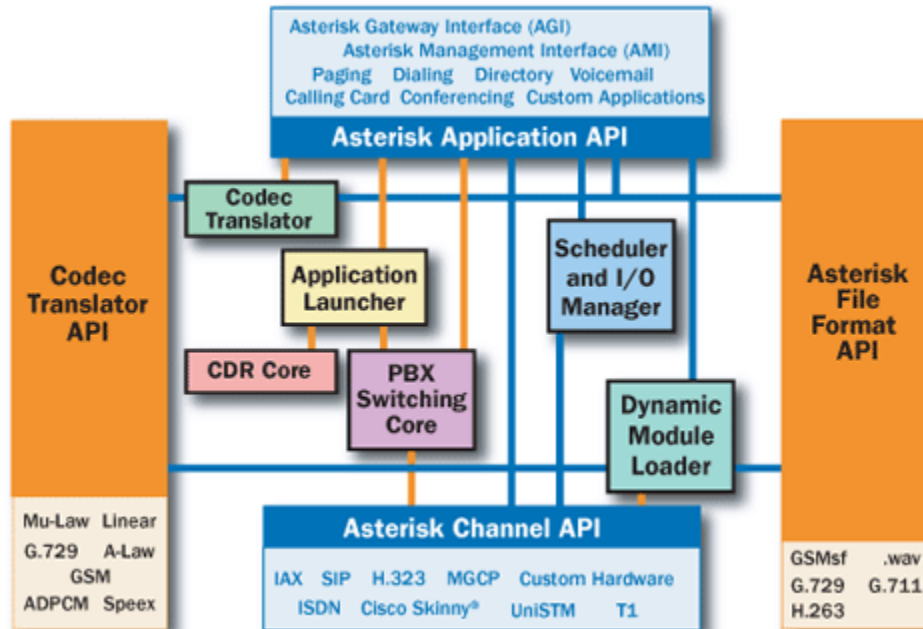 Asterisk Gateway Interface (AGI)
Asterisk Management Interface (AMI)
Paging Dialing Directory Voicemail
Calling Card Conferencing Custom Applications
Asterisk Application API
Codec
Translator
API
Mu-Law Linear
G.729 A-Law
GSM
ADPCM Speex
Codec
Translator
Application
Launcher
CDR Core
PBX
Switching
Core
Scheduler
and I/O
Manager
Dynamic
Module
Loader
Asterisk
File
Format
API
GSMsf .wav
G.729 G.711
H.263
Asterisk Channel API
IAX SIP H.323 MGCP Custom Hardware
ISDN Cisco Skinny® UniSTM T1